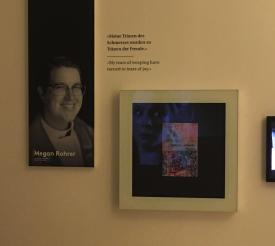 »Meine Tränen des
Schmerzes wurden zu
Tränen der Freude.«
»My tears of weeping have
turned to tears of joy.«
Megan Rohrer